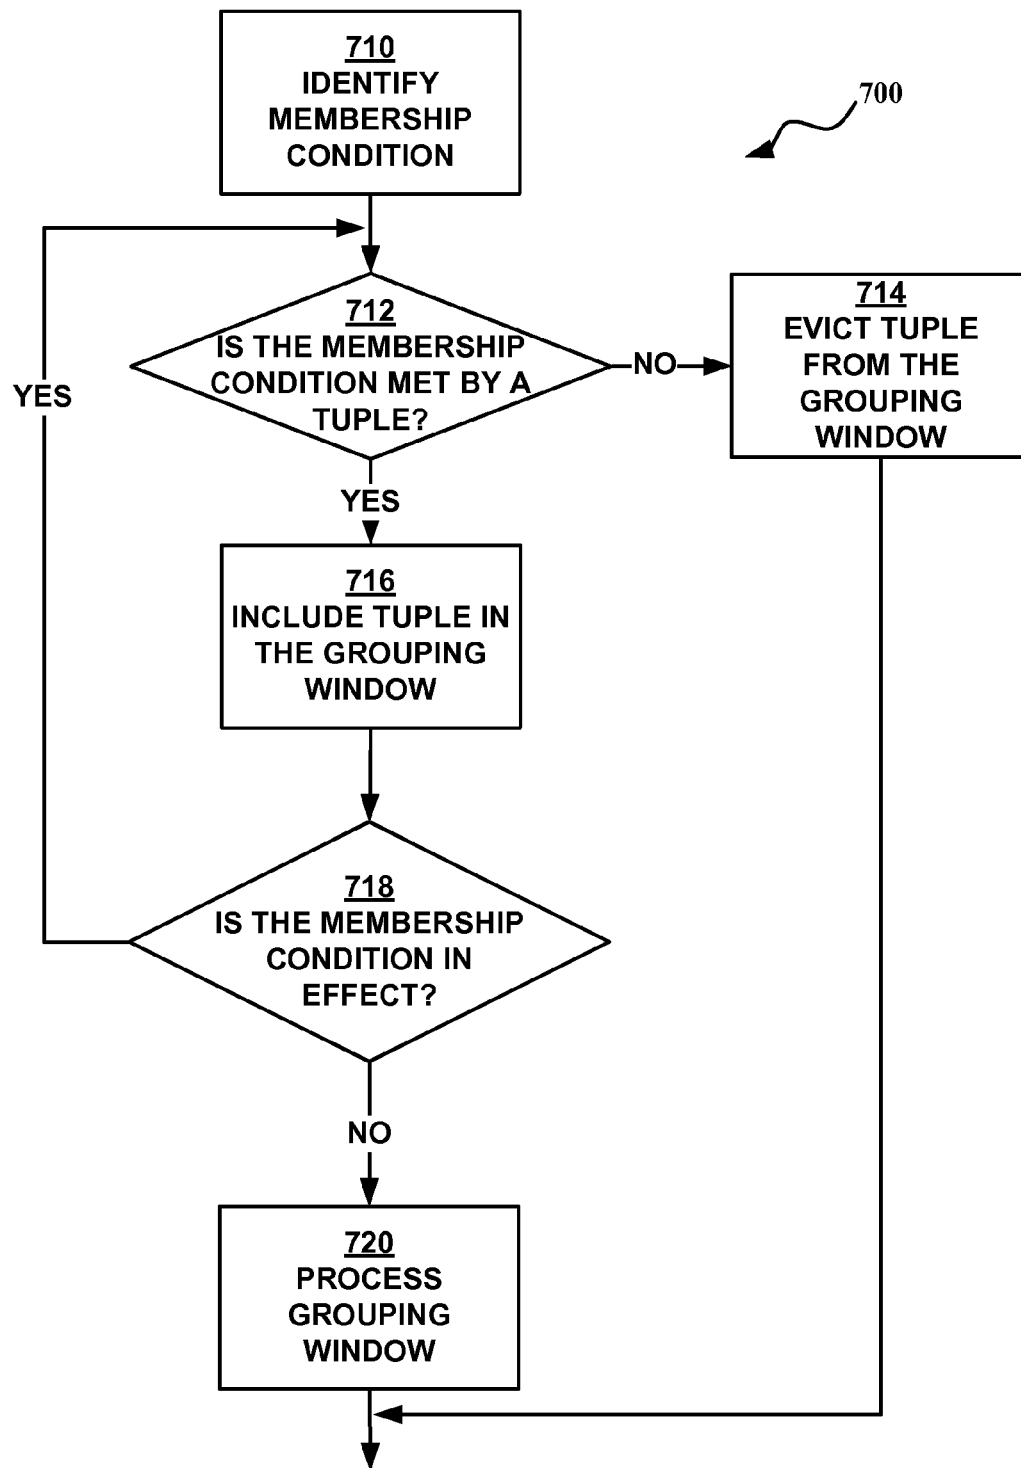 710
IDENTIFY
MEMBERSHIP
CONDITION
700
712
IS THE MEMBERSHIP
CONDITION MET BY A
TUPLE?
NO
714
EVICT TUPLE
FROM THE
GROUPING
WINDOW
YES
YES
716
INCLUDE TUPLE IN
THE GROUPING
WINDOW
718
IS THE MEMBERSHIP
CONDITION IN
EFFECT?
NO
720
PROCESS
GROUPING
WINDOW